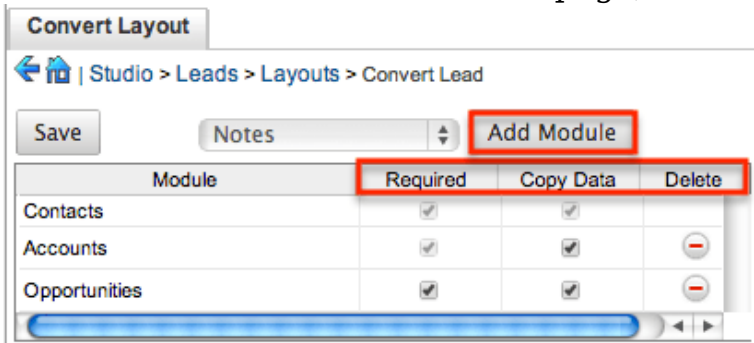 Convert Layout
| Studio > Leads > Layouts > Convert Lead
Save Notes Add Module
Module Required Copy Data Delete
Contacts
Accounts
Opportunities